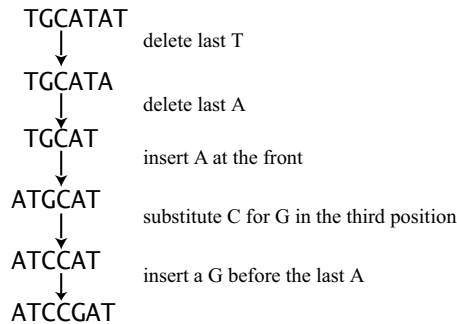 TGCATAT
delete last T
TGCATA
delete last A
TGCAT
insert A at the front
ATGCAT
substitute C for G in the third position
ATCCAT
insert a G before the last A
ATCCGAT